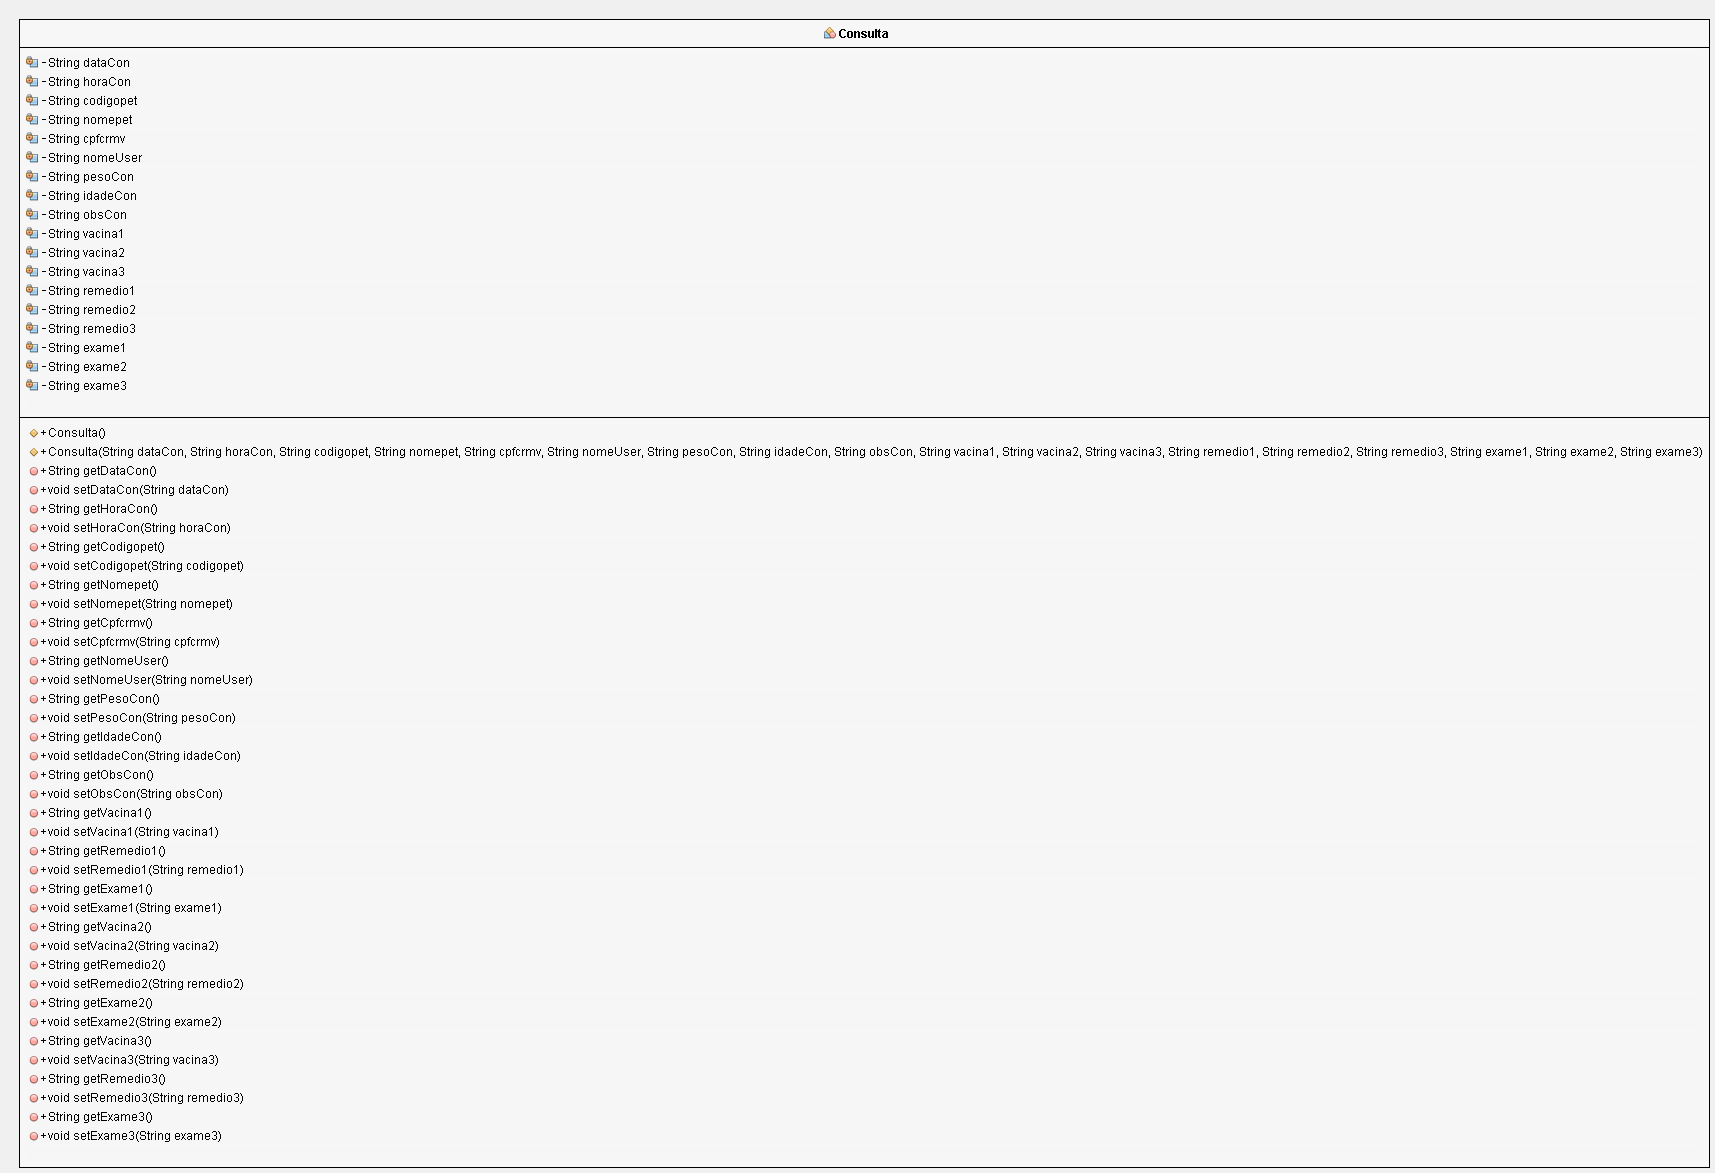 Consulta
-String dataCon
-String horaCon
-String codigopet
-String nomepet
-String cpfcrmv
-String nomeUser
-String pesoCon
-String idadeCon
-String obsCon
-String vacina1
-String vacina2
-String vacina3
-String remedio1
-String remedio2
-String remedio3
-String exame1
-String exame2
-String exame3
+Consulta()
+Consulta(String dataCon, String horaCon, String codigopet, String nomepet, String cpfcrmv, String nomeUser, String pesoCon, String idadeCon, String obsCon, String vacina1, String vacina2, String vacina3, String remedio1, String remedio2, String remedio3, String exame1, String exame2, String exame3)
+String getDataCon()
+void setDataCon(String dataCon)
+String getHoraCon()
+void setHoraCon(String horaCon)
+String getCodigopet()
+void setCodigopet(String codigopet)
+String getNomepet()
+void setNomepet(String nomepet)
+String getCpfcrmv()
+void setCpfcrmv(String cpfcrmv)
+String getNomeUser()
+void setNomeUser(String nomeUser)
+String getPesoCon()
+void setPesoCon(String pesoCon)
+String getIdadeCon()
+void setIdadeCon(String idadeCon)
+String getObsCon()
+void setObsCon(String obsCon)
+String getVacina1()
+void setVacina1(String vacina1)
+String getRemedio1()
+void setRemedio1(String remedio1)
+String getExame1()
+void setExame1(String exame1)
+String getVacina2()
+void setVacina2(String vacina2)
+String getRemedio2()
+void setRemedio2(String remedio2)
+String getExame2()
+void setExame2(String exame2)
+String getVacina3()
+void setVacina3(String vacina3)
+String getRemedio3()
+void setRemedio3(String remedio3)
+String getExame3()
+void setExame3(String exame3)